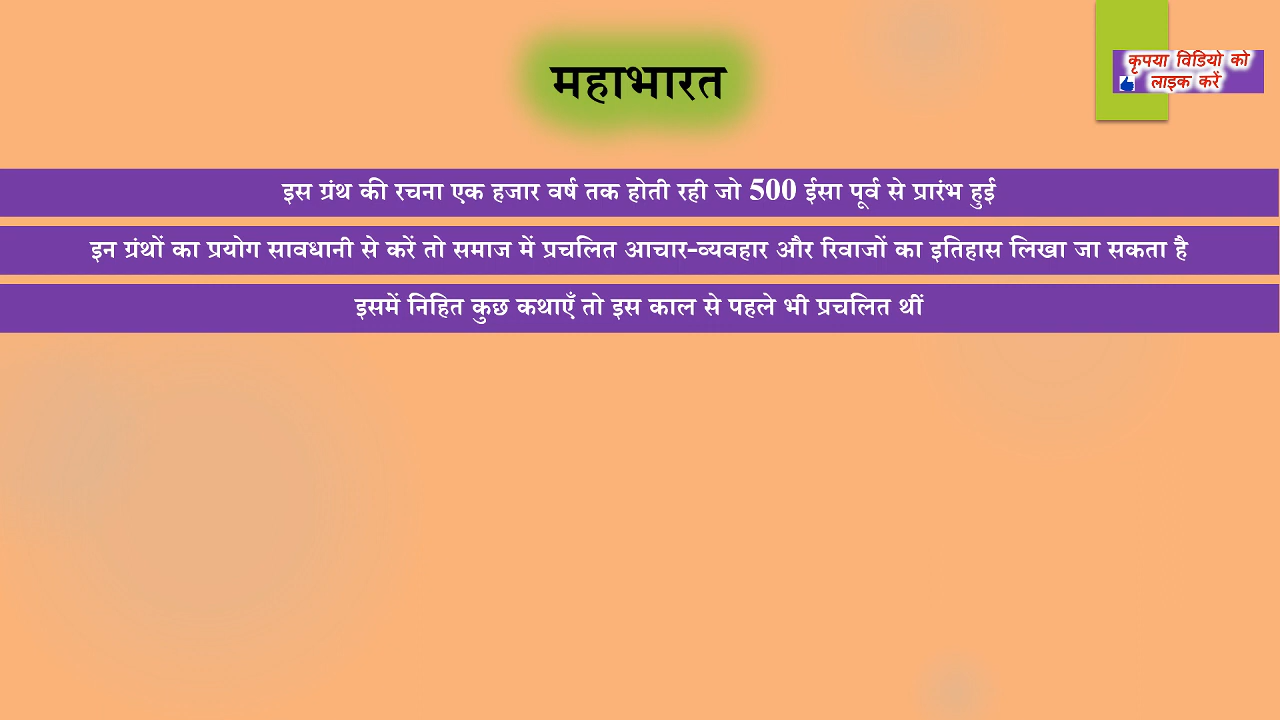 महाभारत
कृपया विडियो को
लाइक करें
इस ग्रंथ की रचना एक हजार वर्ष तक होती रही जो 500 ईसा पूर्व से प्रारंभ हुई
इन ग्रंथों का प्रयोग सावधानी से करें तो समाज में प्रचलित आचार-व्यवहार और रिवाजों का इतिहास लिखा जा सकता है
इसमें निहित कुछ कथाएँ तो इस काल से पहले भी प्रचलित थीं